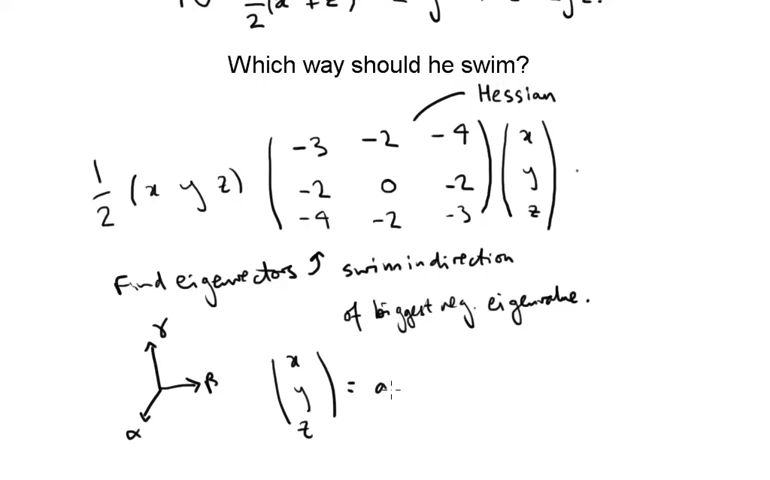 Which way should he swim?
Hessian
1/2 (x y z) ( -3 -2 -4
-2 0 -2
-4 -2 -3 ) ( x
y
z )
Find eigenvectors ↑ swim in direction
of biggest neg. eigenvalue.
γ
β
α
( x
y
z ) = α